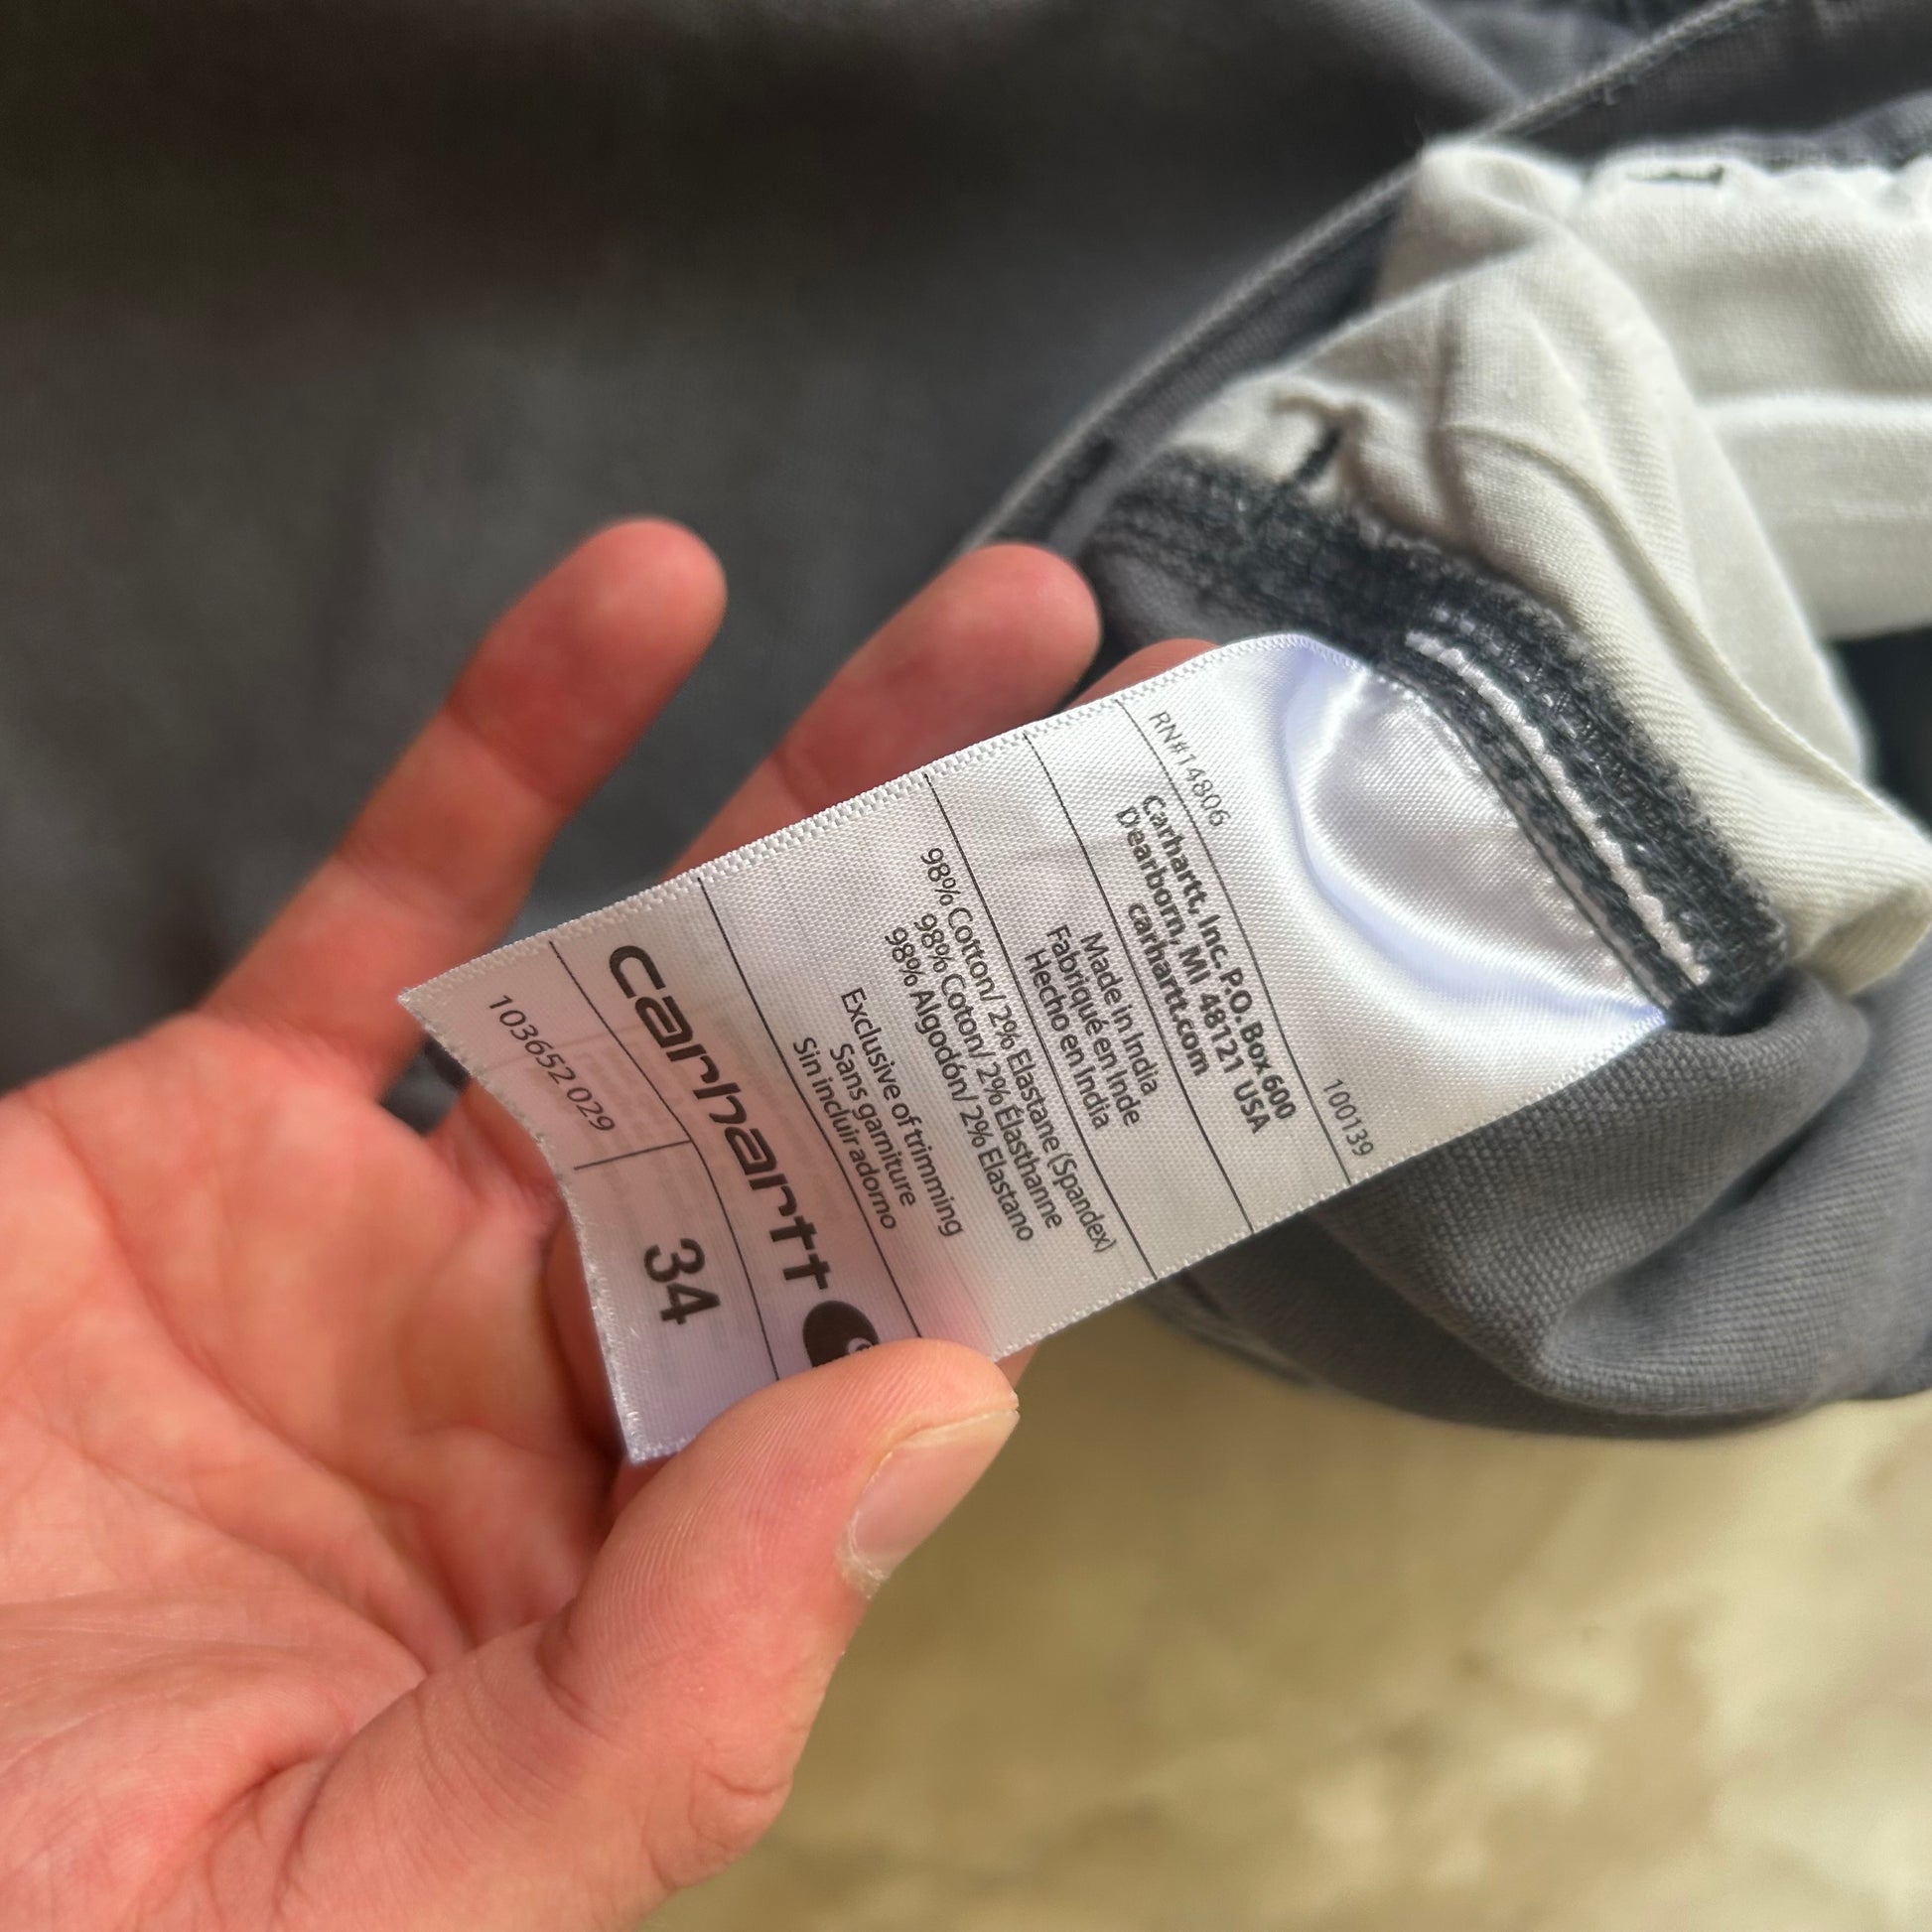 103652 029
34
carhartt
Exclusive of trimming
Sans garniture
Sin incluir adorno
98% Cotton/ 2% Elastane (Spandex)
98% Coton/ 2% Élasthanne
98% Algodón/ 2% Elastano
Made in India
Fabriqué en Inde
Hecho en India
Carhartt, Inc. P.O. Box 600
Dearborn, MI 48121 USA
carhartt.com
RN#14806
100139